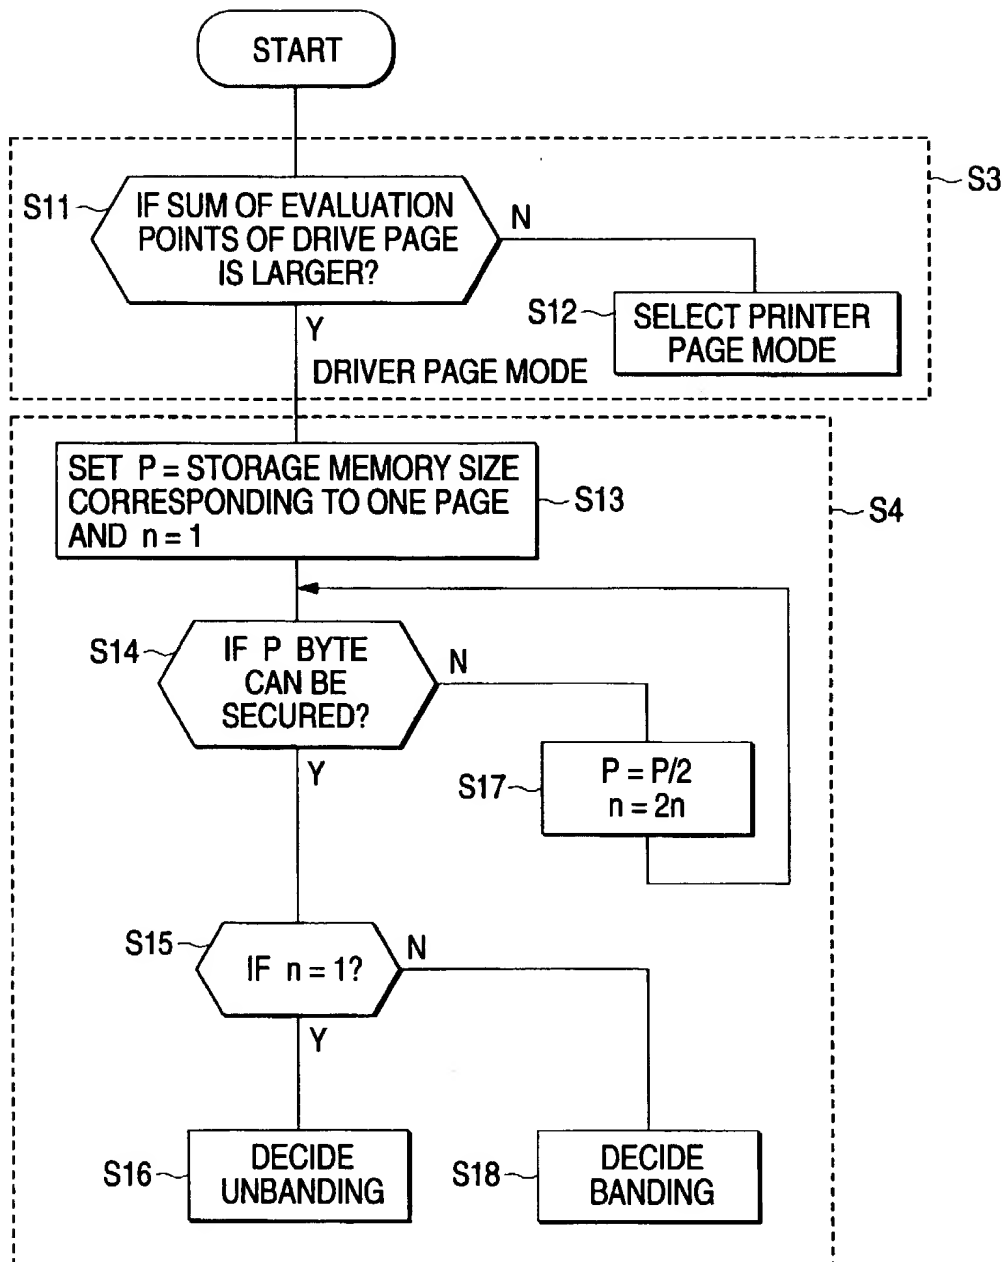 START
S3
S11
IF SUM OF EVALUATION
POINTS OF DRIVE PAGE
IS LARGER?
N
S12
SELECT PRINTER
PAGE MODE
Y
DRIVER PAGE MODE
SET P = STORAGE MEMORY SIZE
CORRESPONDING TO ONE PAGE
AND n = 1
S13
S4
S14
IF P BYTE
CAN BE
SECURED?
N
Y
S17
P = P/2
n = 2n
S15
IF n = 1?
N
Y
S16
DECIDE
UNBANDING
S18
DECIDE
BANDING